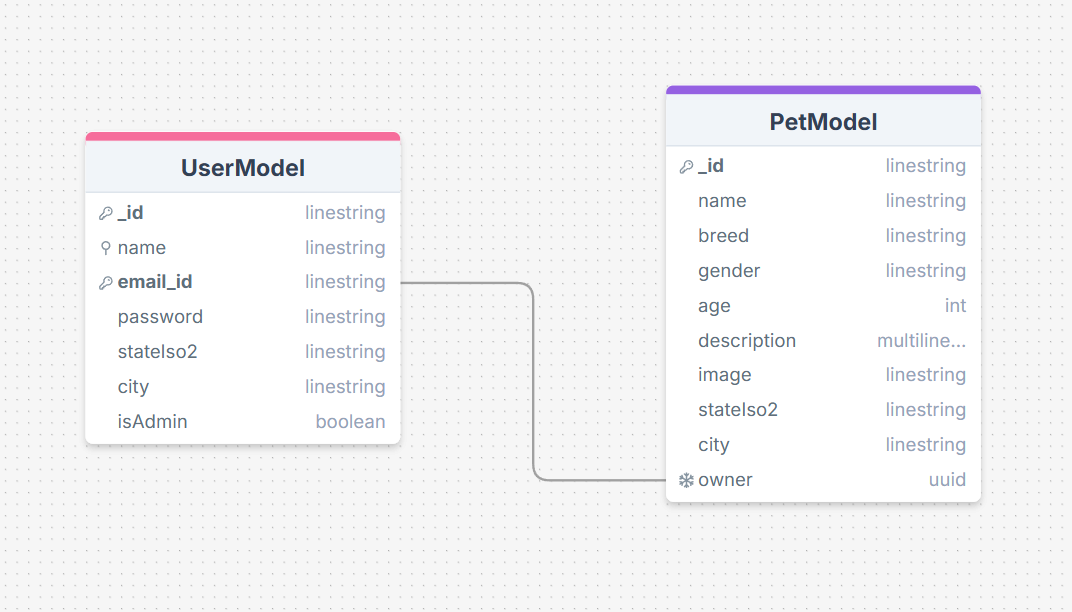 UserModel
_id linestring
name linestring
email_id linestring
password linestring
stateIso2 linestring
city linestring
isAdmin boolean
PetModel
_id linestring
name linestring
breed linestring
gender linestring
age int
description multiline...
image linestring
stateIso2 linestring
city linestring
owner uuid